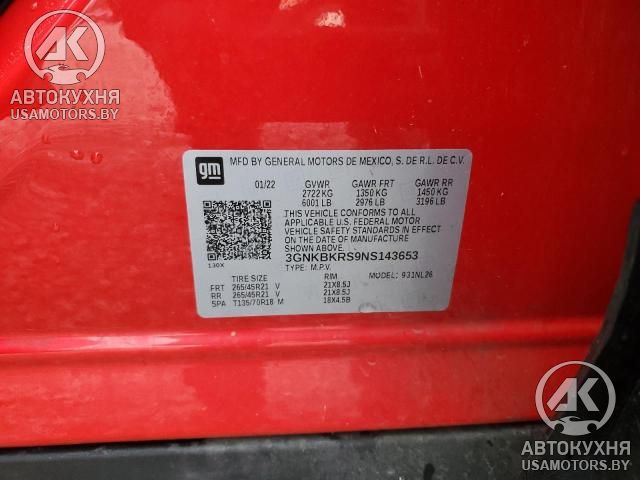 AK
АВТОКУХНЯ
USAMOTORS.BY
gm
MFD BY GENERAL MOTORS DE MEXICO, S. DE R.L. DE C.V.
01/22 GVWR GAWR FRT GAWR RR
2722 KG 1350 KG 1450 KG
6001 LB 2976 LB 3196 LB
THIS VEHICLE CONFORMS TO ALL
APPLICABLE U.S. FEDERAL MOTOR
VEHICLE SAFETY STANDARDS IN
EFFECT ON THE DATE OF
MANUFACTURE SHOWN ABOVE.
3GNKBKRS9NS143653
130X TYPE: M.P.V. MODEL: 931NL26
TIRE SIZE RIM
FRT 265/45R21 V 21X8.5J
RR 265/45R21 V 21X8.5J
SPA T135/70R18 M 18X4.5B
AK
АВТОКУХНЯ
USAMOTORS.BY